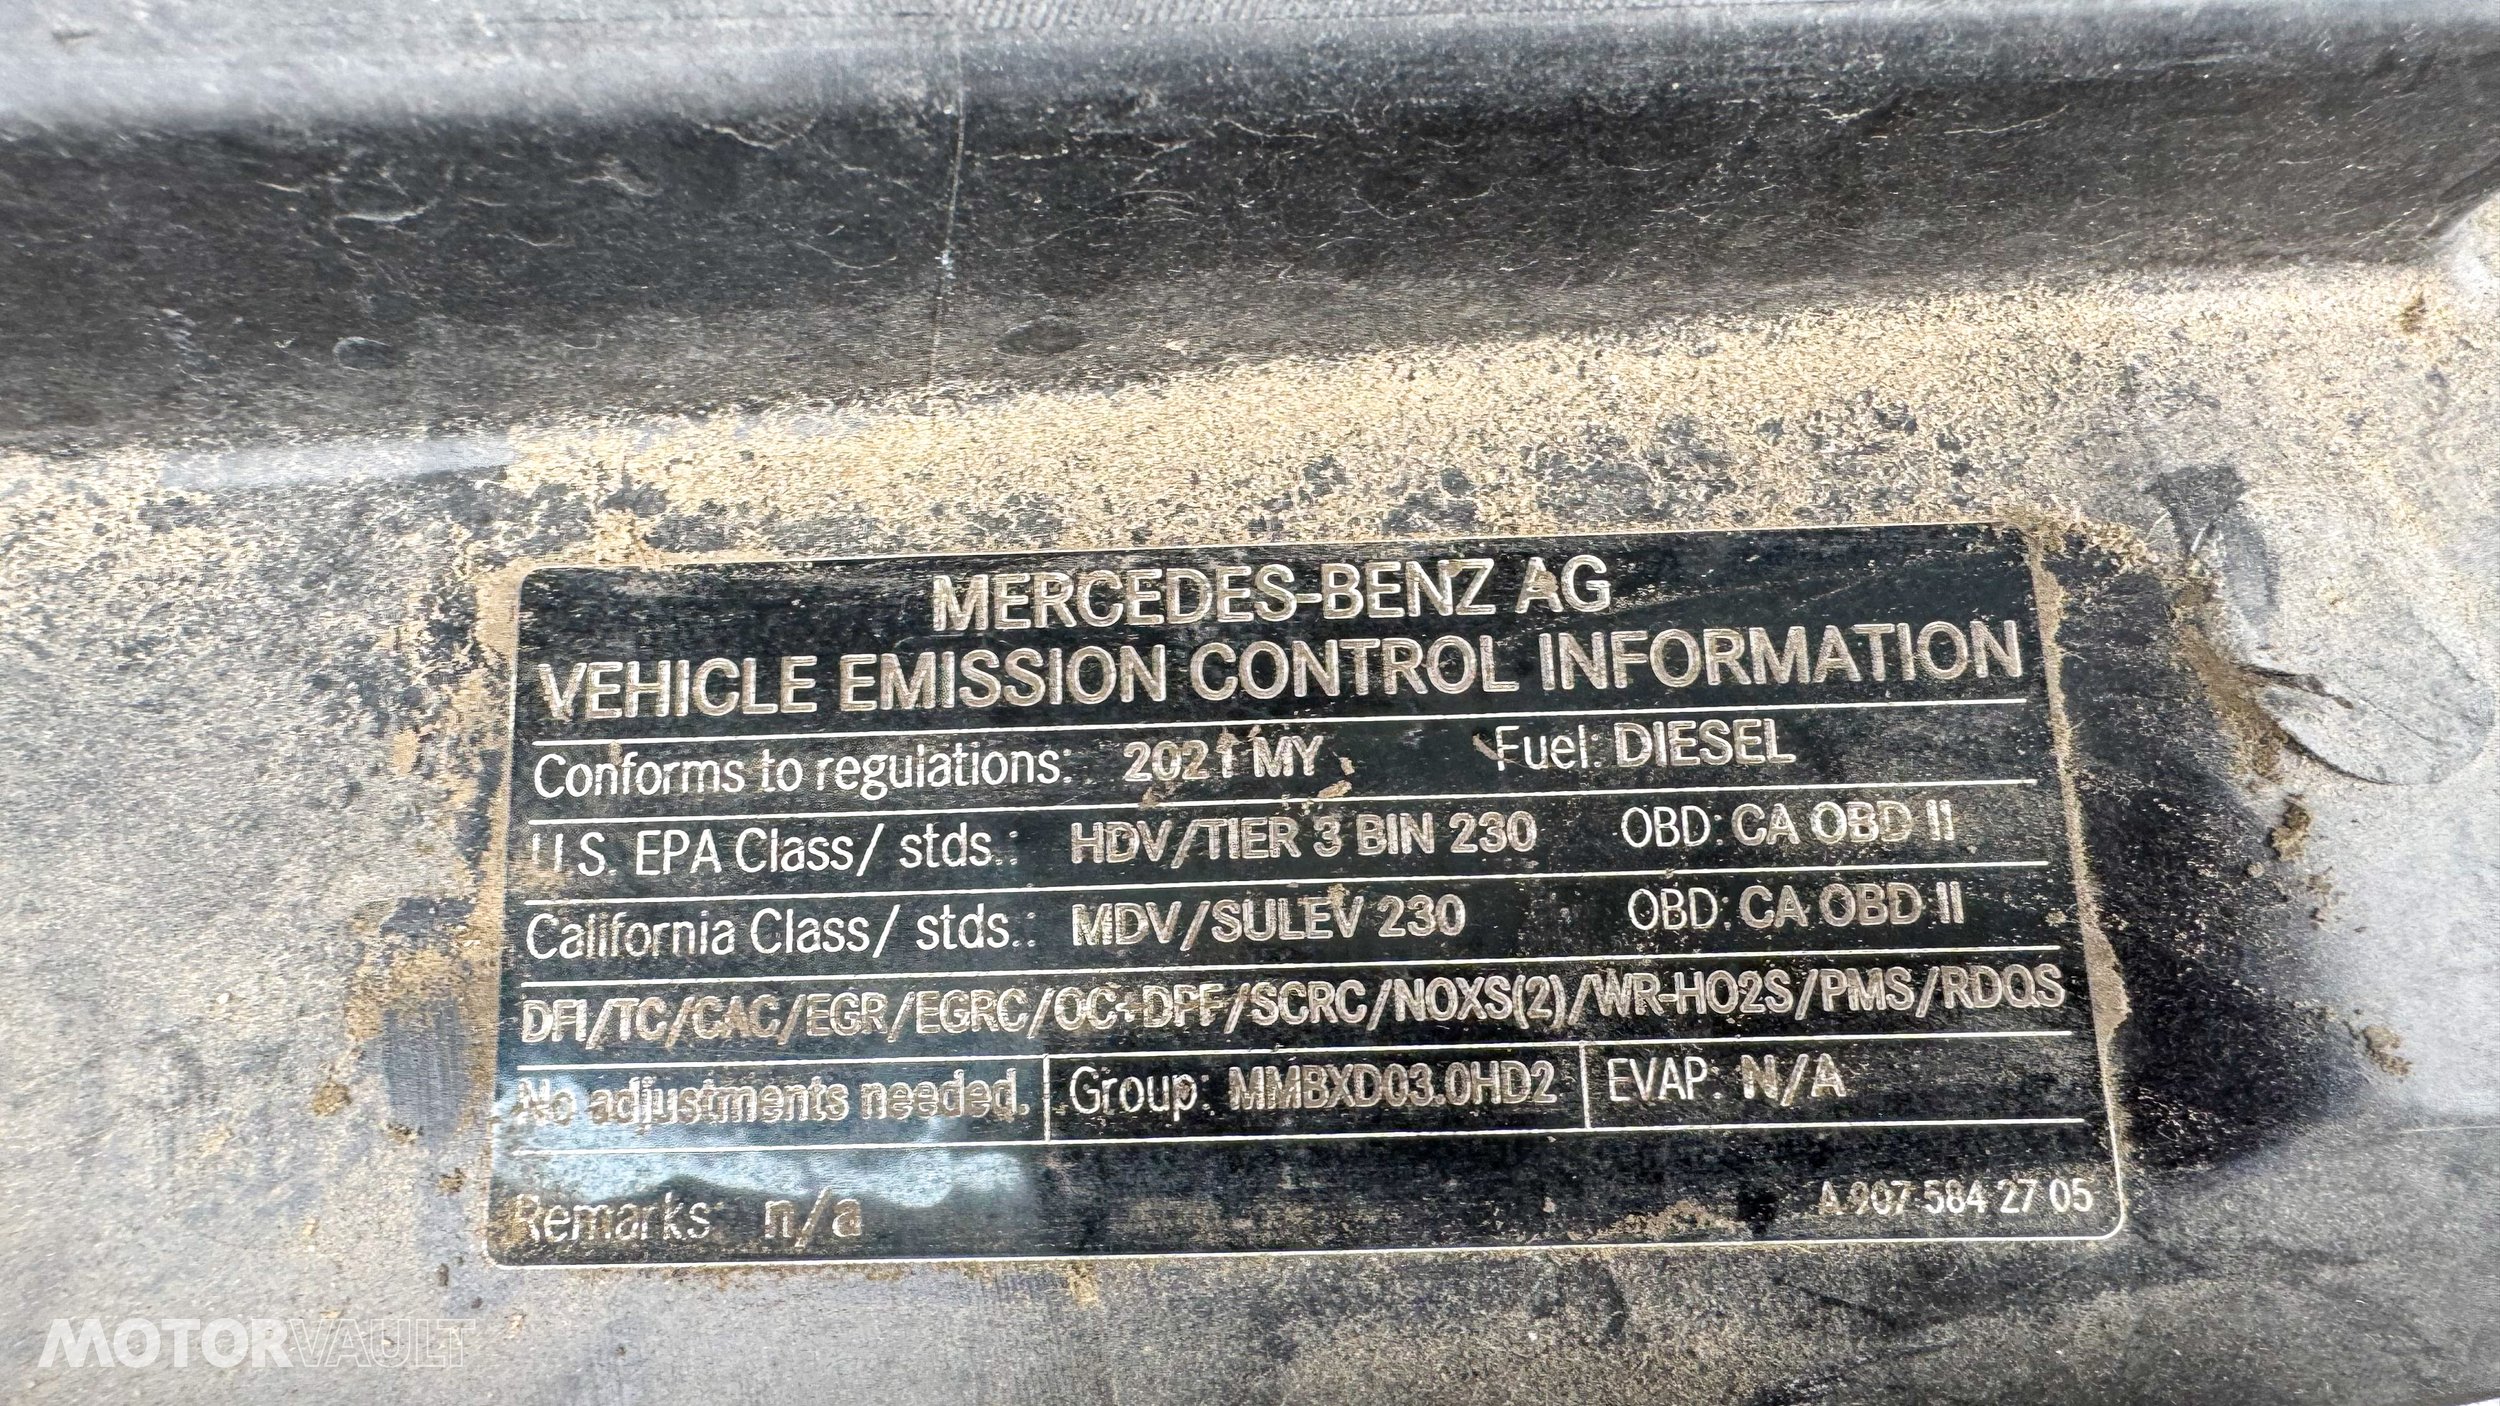 MERCEDES-BENZ AG
VEHICLE EMISSION CONTROL INFORMATION
Conforms to regulations: 2021 MY Fuel: DIESEL
U.S. EPA Class/ stds.: HDV/TIER 3 BIN 230 OBD: CA OBD II
California Class/ stds.: MDV/SULEV 230 OBD: CA OBD II
DFI/TC/CAC/EGR/EGRC/OC+DPF/SCRC/NOXS(2)/WR-HO2S/PMS/RDQS
No adjustments needed. Group: MMBXD03.0HD2 EVAP: N/A
Remarks: n/a
A 907 584 27 05
MOTORVAULT